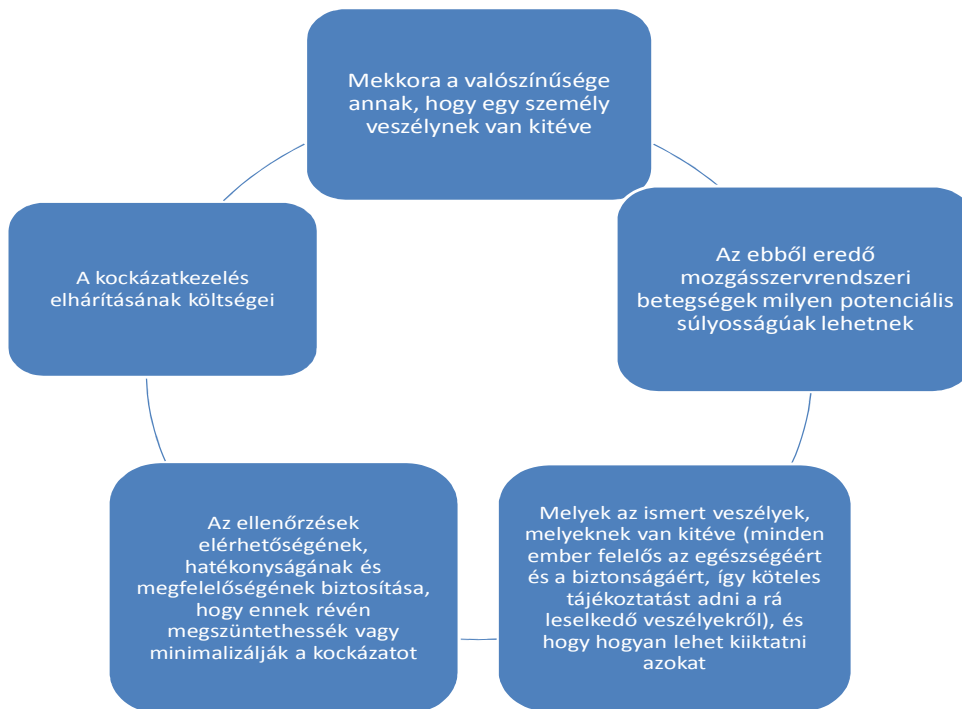 Mekkora a valószínűsége
annak, hogy egy személy
veszélynek van kitéve
Az ebből eredő
mozgásszervrendszeri
betegségek milyen potenciális
súlyosságúak lehetnek
Melyek az ismert veszélyek,
melyeknek van kitéve (minden
ember felelős az egészségéért
és a biztonságáért, így köteles
tájékoztatást adni a rá
leselkedő veszélyekről), és
hogy hogyan lehet kiiktatni
azokat
Az ellenőrzések
elérhetőségének,
hatékonyságának és
megfelelőségének biztosítása,
hogy ennek révén
megszüntethessék vagy
minimalizálják a kockázatot
A kockázatkezelés
elhárításának költségei